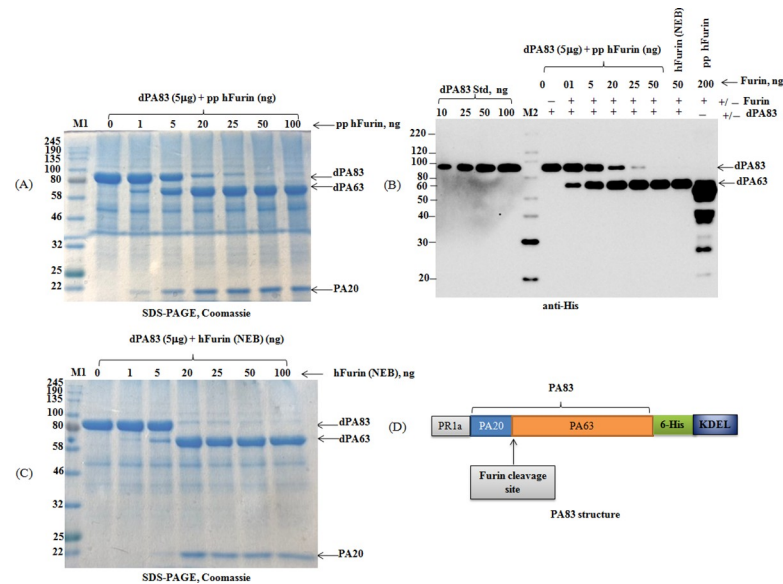 dPA83 (5µg) + pp hFurin (ng)
M1 0 1 5 20 25 50 100 pp hFurin, ng
245
190
135
100
80
58
46
32
25
22
dPA83
dPA63
PA20
(A)
SDS-PAGE, Coomassie
dPA83 (5µg) + pp hFurin (ng)
hFurin (NEB)
pp hFurin
dPA83 Std, ng
0 01 5 20 25 50 50 200 Furin, ng
- + + + + + + + +/- Furin
10 25 50 100 M2 + + + + + + + - +/- dPA83
220
120
100
80
60
50
40
30
20
dPA83
dPA63
(B)
anti-His
dPA83 (5µg) + hFurin (NEB) (ng)
M1 0 1 5 20 25 50 100 hFurin (NEB), ng
245
190
135
100
80
58
46
32
25
22
dPA83
dPA63
PA20
(C)
SDS-PAGE, Coomassie
PA83
(D)
PR1a PA20 PA63 6-His KDEL
Furin cleavage
site
PA83 structure